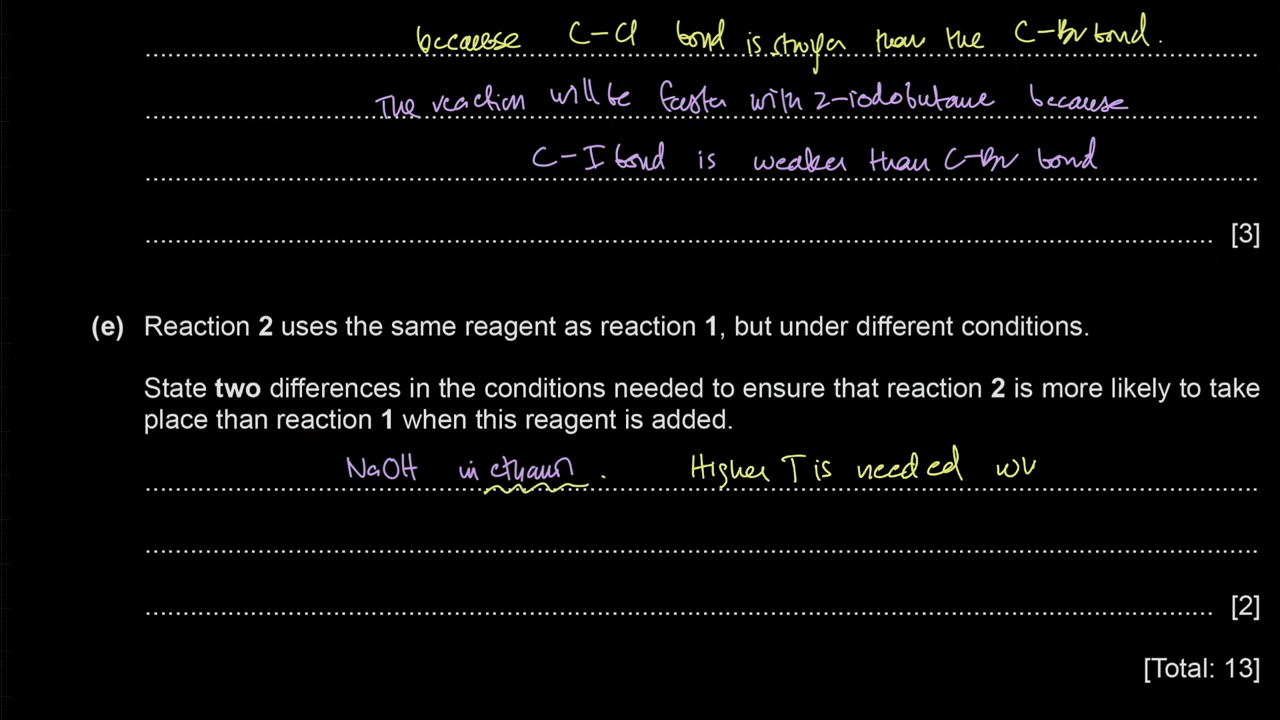 because C-Cl bond is stronger than the C-Br bond.
The reaction will be faster with 2-iodobutane because
C-I bond is weaker than C-Br bond
[3]
(e) Reaction 2 uses the same reagent as reaction 1, but under different conditions.
State two differences in the conditions needed to ensure that reaction 2 is more likely to take
place than reaction 1 when this reagent is added.
NaOH in ethanol. Higher T is needed
[2]
[Total: 13]